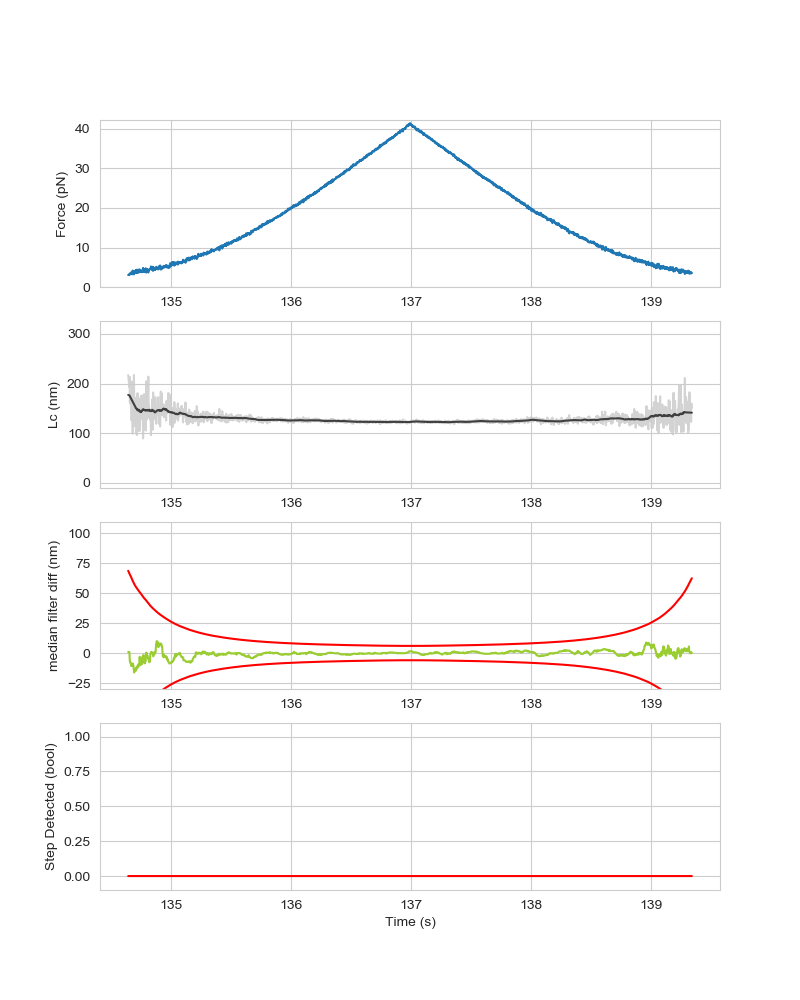 40
30
20
10
0
Force (pN)
135 136 137 138 139
300
200
100
0
Lc (nm)
135 136 137 138 139
100
75
50
25
0
−25
median filter diff (nm)
135 136 137 138 139
1.00
0.75
0.50
0.25
0.00
Step Detected (bool)
135 136 137 138 139
Time (s)